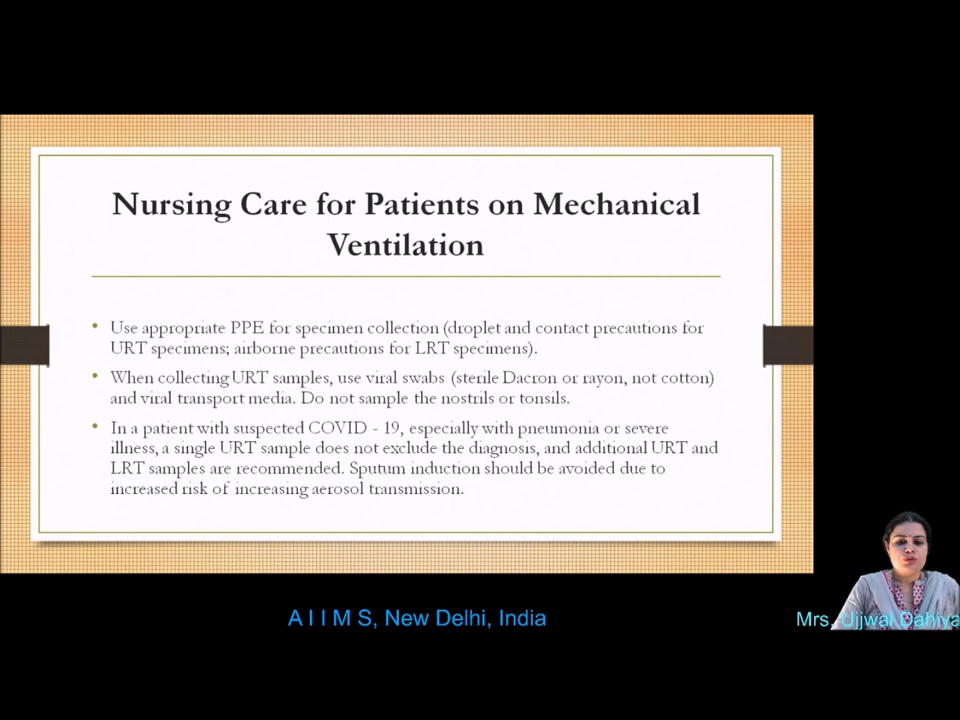 Nursing Care for Patients on Mechanical
Ventilation
• Use appropriate PPE for specimen collection (droplet and contact precautions for
URT specimens; airborne precautions for LRT specimens).
• When collecting URT samples, use viral swabs (sterile Dacron or rayon, not cotton)
and viral transport media. Do not sample the nostrils or tonsils.
• In a patient with suspected COVID - 19, especially with pneumonia or severe
illness, a single URT sample does not exclude the diagnosis, and additional URT and
LRT samples are recommended. Sputum induction should be avoided due to
increased risk of increasing aerosol transmission.
A I I M S, New Delhi, India
Mrs. Ujjwal Dahiya